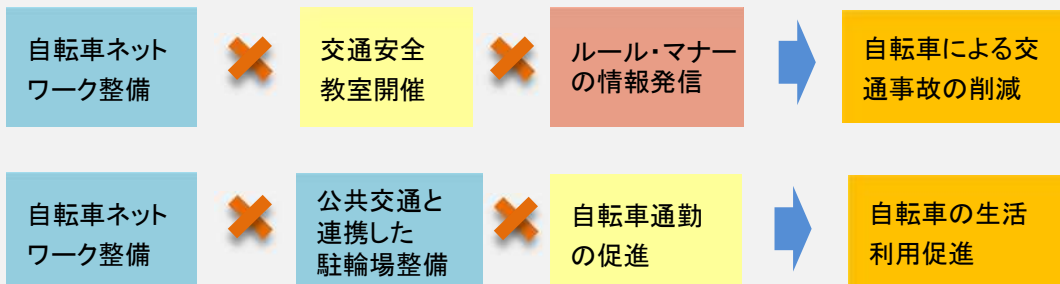 自転車ネット
ワーク整備
交通安全
教室開催
ルール・マナー
の情報発信
自転車による交
通事故の削減
自転車ネット
ワーク整備
公共交通と
連携した
駐輪場整備
自転車通勤
の促進
自転車の生活
利用促進